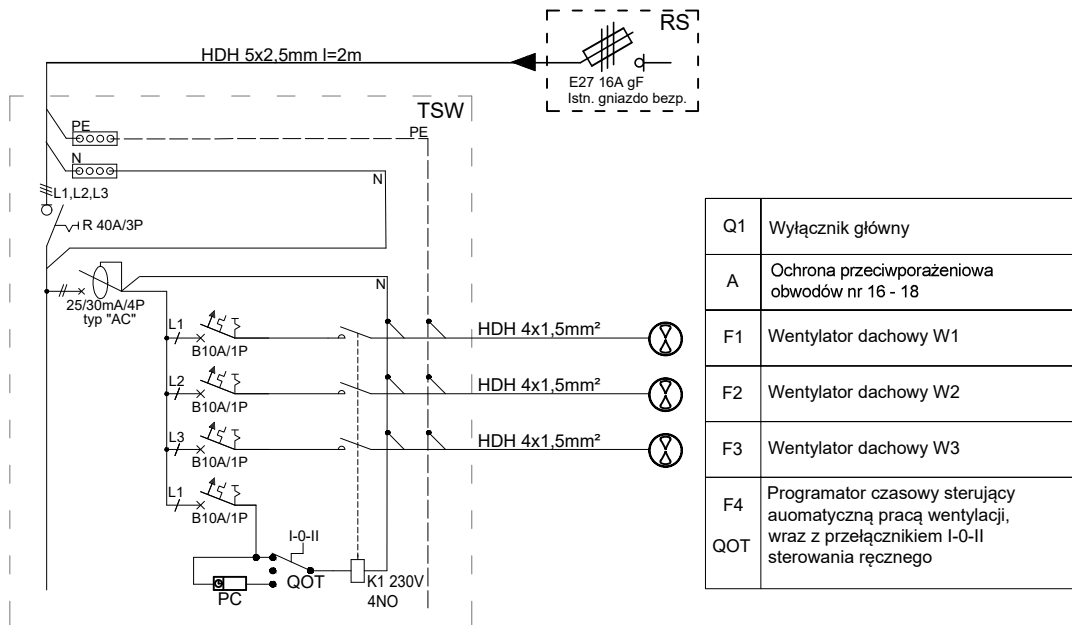 RS
HDH 5x2,5mm l=2m
E27 16A gF
Istn. gniazdo bezp.
TSW
PE
PE
N
N
L1,L2,L3
R 40A/3P
N
25/30mA/4P
typ "AC"
L1
B10A/1P
HDH 4x1,5mm²
L2
B10A/1P
HDH 4x1,5mm²
L3
B10A/1P
HDH 4x1,5mm²
L1
B10A/1P
I-0-II
QOT
PC
K1 230V
4NO
Q1 Wyłącznik główny
A Ochrona przeciwporażeniowa
obwodów nr 16 - 18
F1 Wentylator dachowy W1
F2 Wentylator dachowy W2
F3 Wentylator dachowy W3
F4 Programator czasowy sterujący
auomatyczną pracą wentylacji,
QOT wraz z przełącznikiem I-0-II
sterowania ręcznego